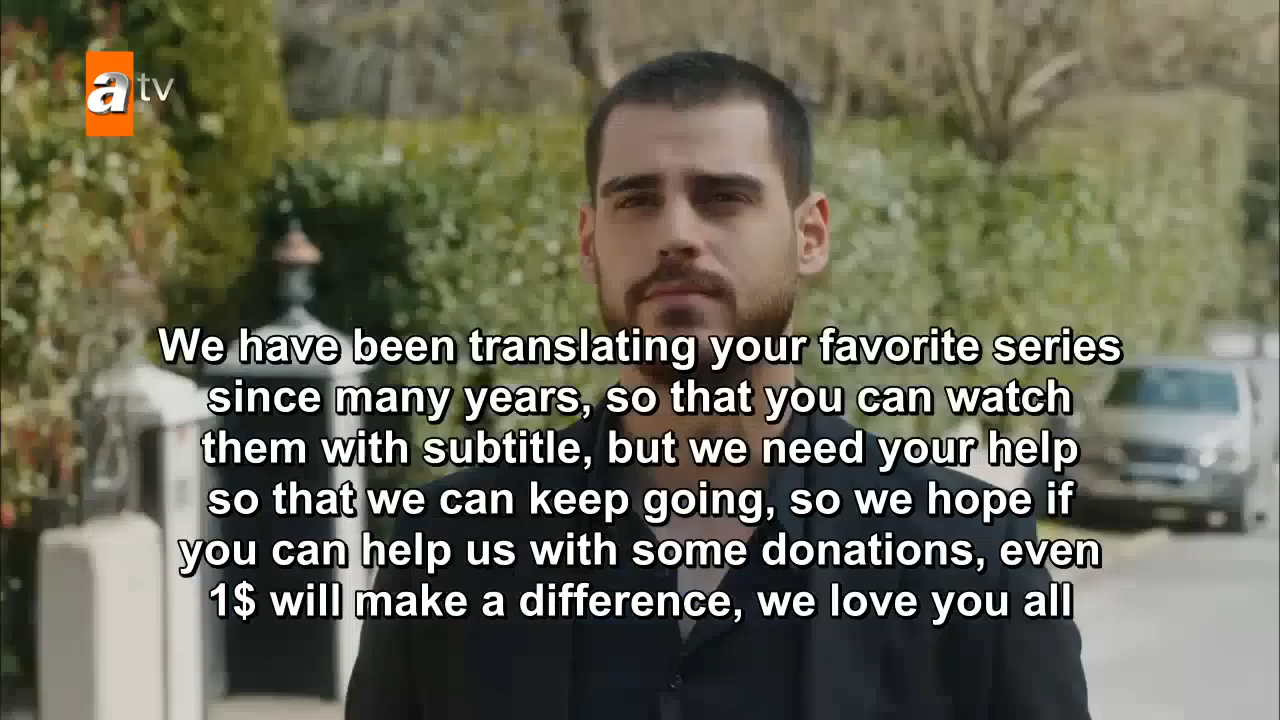 atv
We have been translating your favorite series
since many years, so that you can watch
them with subtitle, but we need your help
so that we can keep going, so we hope if
you can help us with some donations, even
1$ will make a difference, we love you all